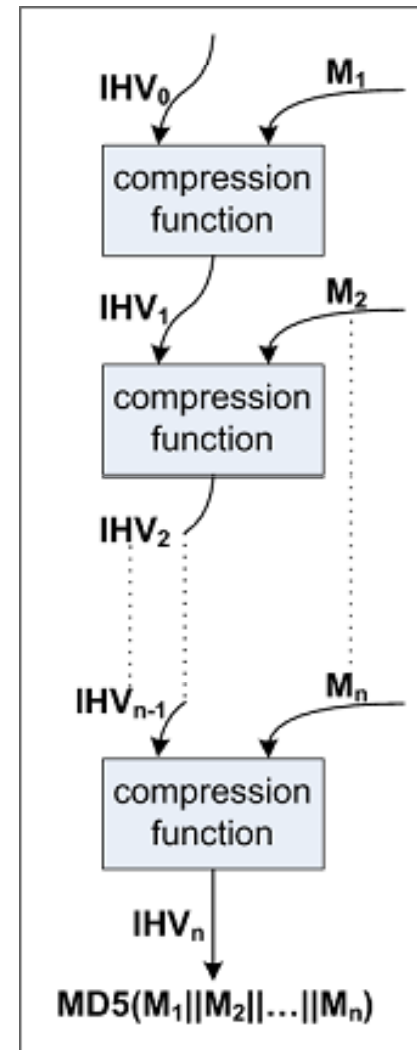 IHV₀
M₁
compression
function
IHV₁
M₂
compression
function
IHV₂
IHVₙ₋₁
Mₙ
compression
function
IHVₙ
MD5(M₁||M₂||...||Mₙ)